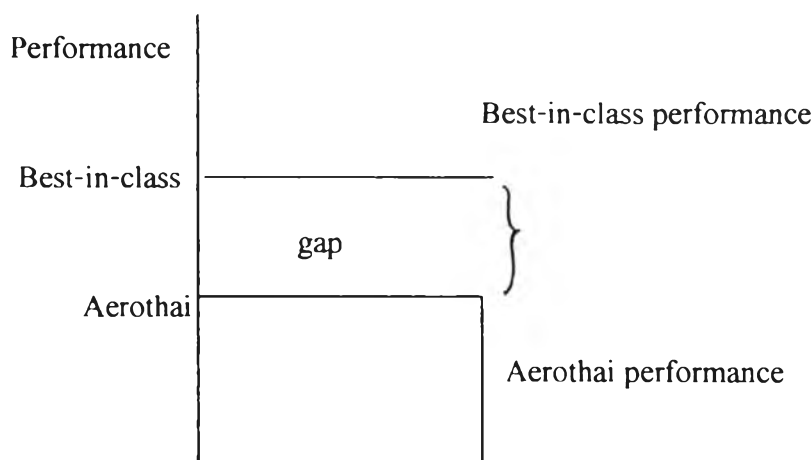 Performance
Best-in-class performance
Best-in-class
gap
Aerothai
Aerothai performance